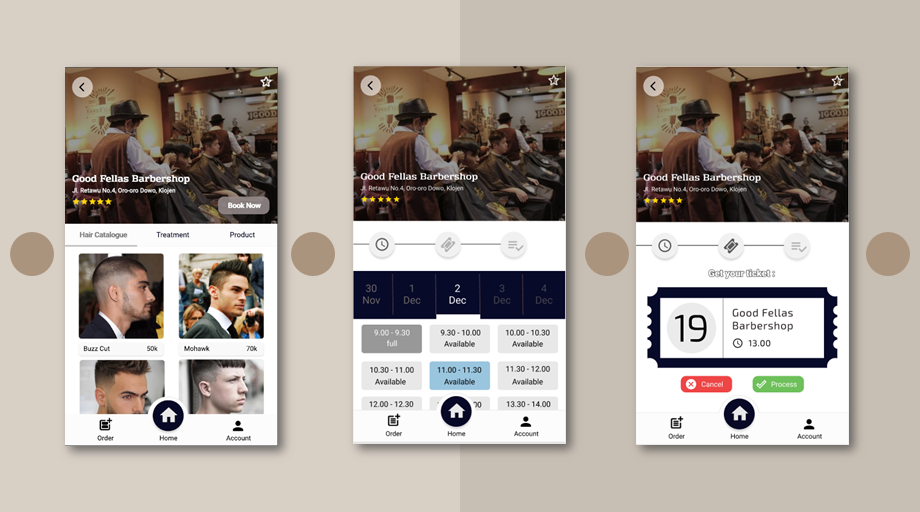 Good Fellas Barbershop
Jl. Retawu No.4, Oro-oro Dowo, Klojen
Book Now
Hair Catalogue Treatment Product
Buzz Cut 50k
Mohawk 70k
Order Home Account
Good Fellas Barbershop
Jl. Retawu No.4, Oro-oro Dowo, Klojen
30 Nov
1 Dec
2 Dec
3 Dec
4 Dec
9.00 - 9.30
full
9.30 - 10.00
Available
10.00 - 10.30
Available
10.30 - 11.00
Available
11.00 - 11.30
Available
11.30 - 12.00
Available
12.00 - 12.30
13.30 - 14.00
Order Home Account
Good Fellas Barbershop
Jl. Retawu No.4, Oro-oro Dowo, Klojen
Get your ticket :
19
Good Fellas
Barbershop
13.00
Cancel
Process
Order Home Account